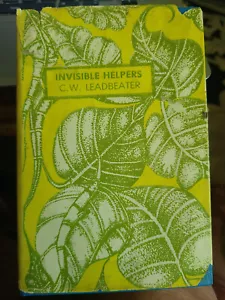 INVISIBLE HELPERS
C. W. LEADBEATER